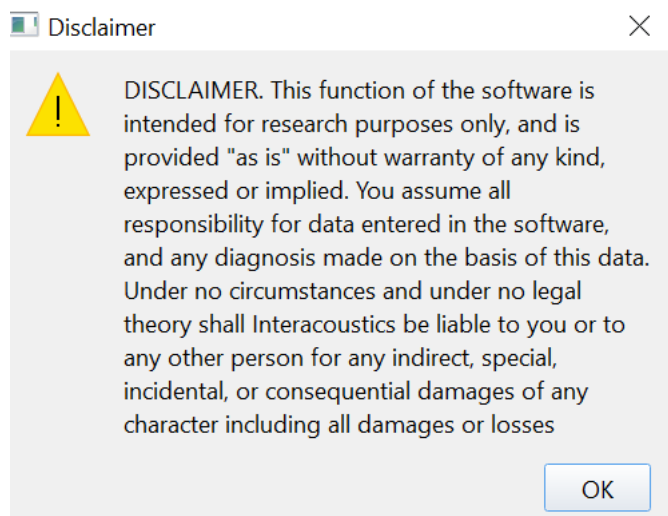 Disclaimer
DISCLAIMER. This function of the software is
intended for research purposes only, and is
provided "as is" without warranty of any kind,
expressed or implied. You assume all
responsibility for data entered in the software,
and any diagnosis made on the basis of this data.
Under no circumstances and under no legal
theory shall Interacoustics be liable to you or to
any other person for any indirect, special,
incidental, or consequential damages of any
character including all damages or losses
OK